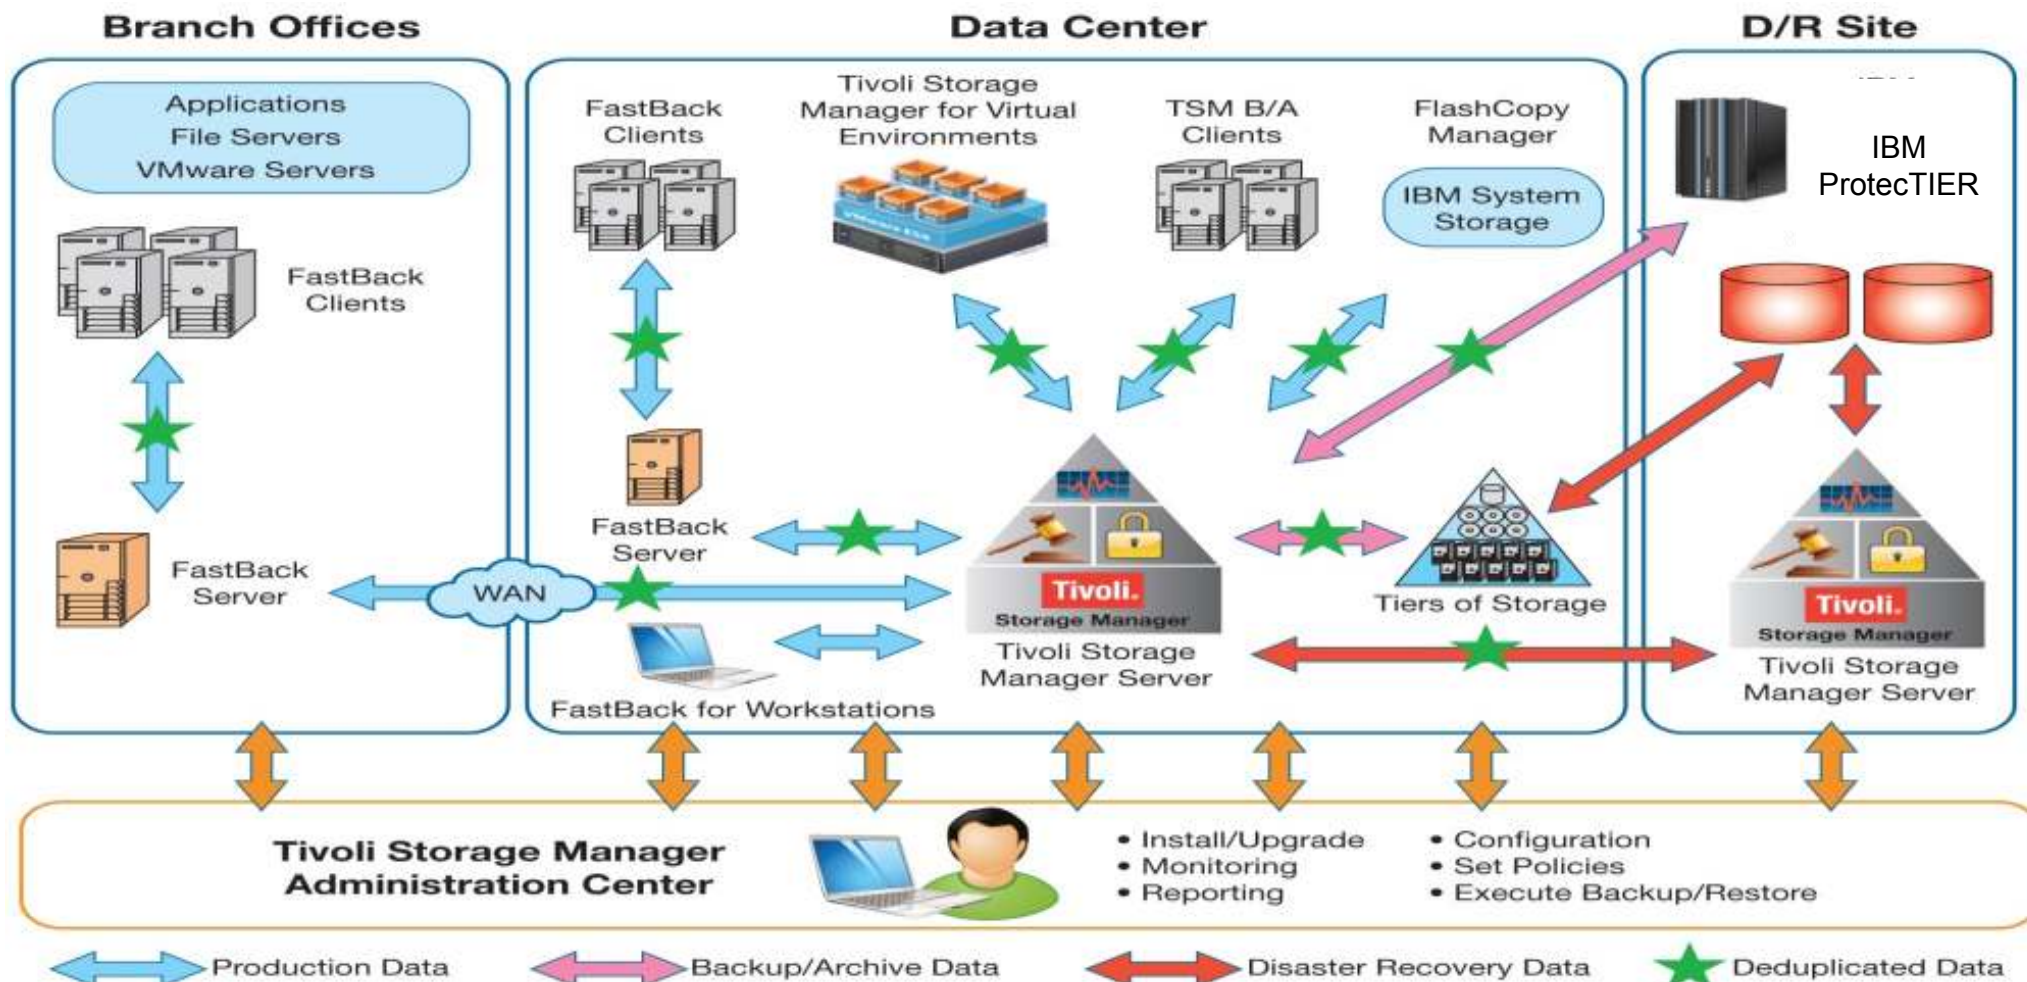 Branch Offices
Data Center
D/R Site
Applications
File Servers
VMware Servers
FastBack
Clients
FastBack
Server
WAN
FastBack
Clients
Tivoli Storage
Manager for Virtual
Environments
VMware ESX
TSM B/A
Clients
FlashCopy
Manager
IBM System
Storage
FastBack
Server
FastBack for Workstations
Tivoli.
Storage Manager
Tivoli Storage
Manager Server
Tiers of Storage
IBM
ProtecTIER
Tivoli.
Storage Manager
Tivoli Storage
Manager Server
Tivoli Storage Manager
Administration Center
• Install/Upgrade
• Monitoring
• Reporting
• Configuration
• Set Policies
• Execute Backup/Restore
Production Data
Backup/Archive Data
Disaster Recovery Data
Deduplicated Data